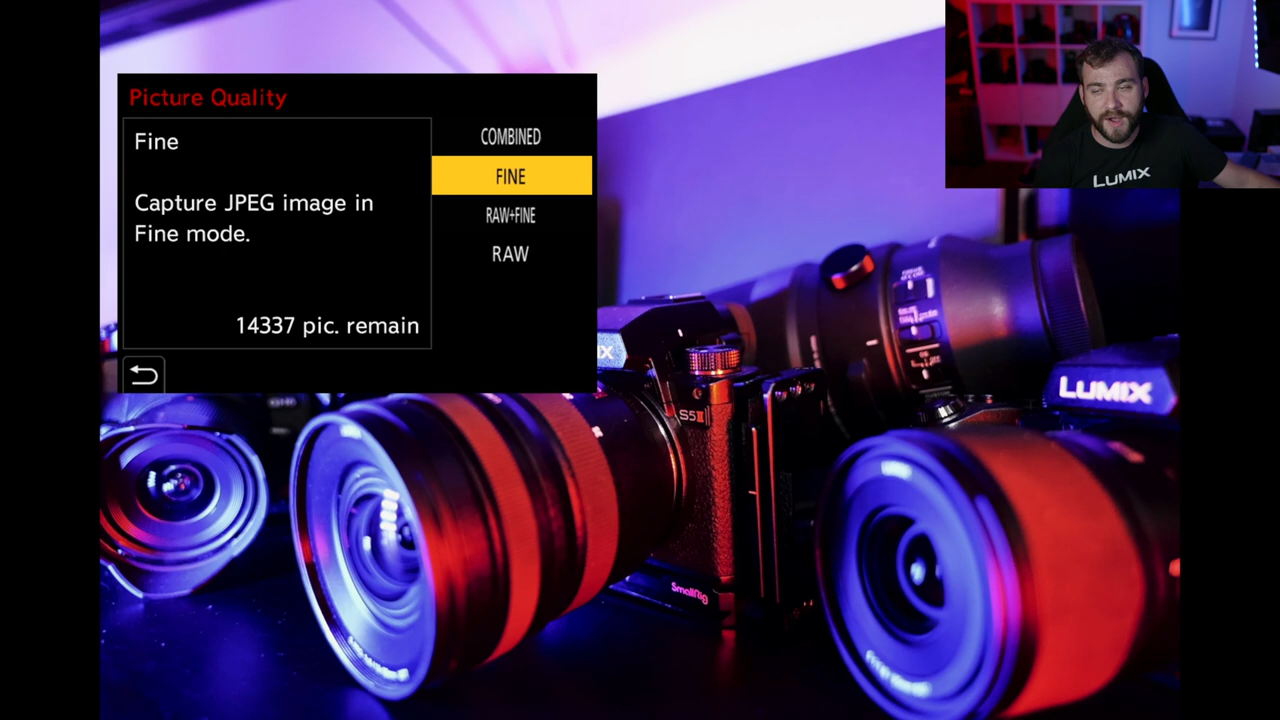 Picture Quality
Fine
Capture JPEG image in
Fine mode.
14337 pic. remain
COMBINED
FINE
RAW+FINE
RAW
LUMIX
S5II
LUMIX
SmallRig